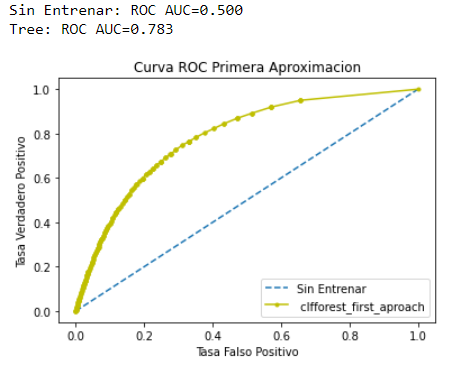 Sin Entrenar: ROC AUC=0.500
Tree: ROC AUC=0.783
Curva ROC Primera Aproximacion
1.0
0.8
0.6
0.4
0.2
0.0
Tasa Verdadero Positivo
Sin Entrenar
clfforest_first_aproach
0.0 0.2 0.4 0.6 0.8 1.0
Tasa Falso Positivo